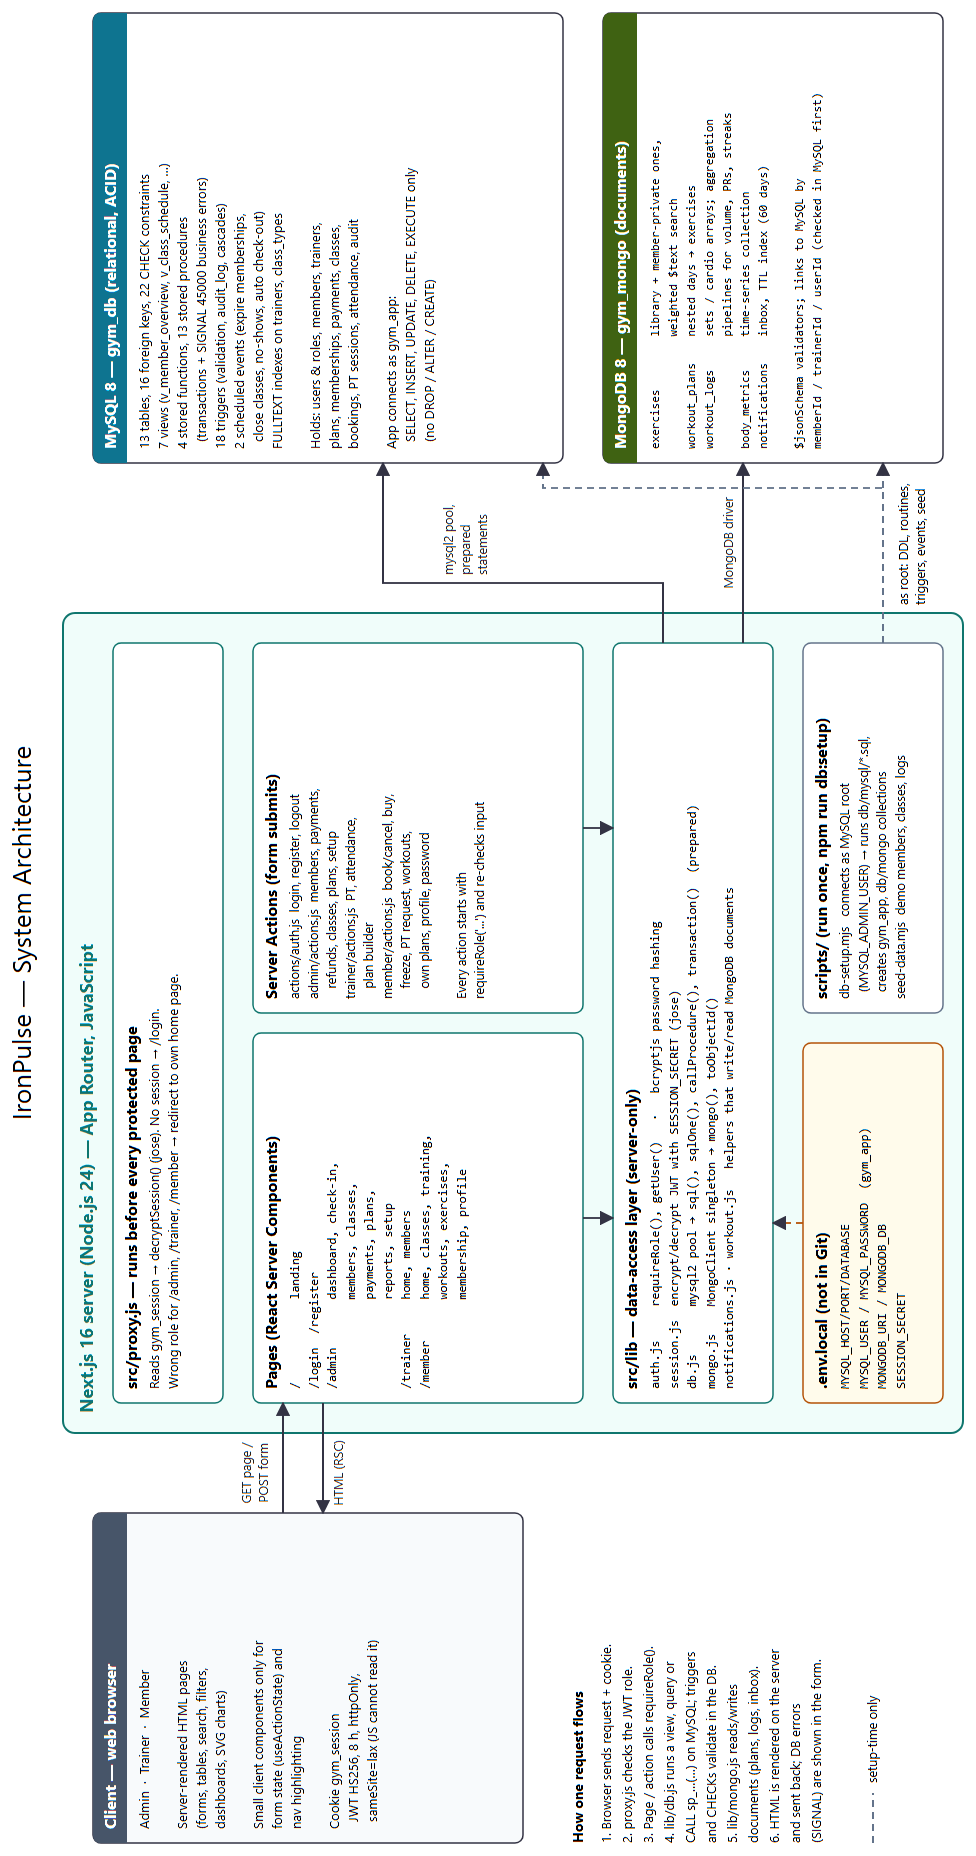 IronPulse — System Architecture
Client — web browser
Admin · Trainer · Member
Server-rendered HTML pages
(forms, tables, search, filters,
dashboards, SVG charts)
Small client components only for
form state (useActionState) and
nav highlighting
Cookie gym_session
JWT HS256, 8 h, httpOnly,
sameSite=lax (JS cannot read it)
How one request flows
1. Browser sends request + cookie.
2. proxy.js checks the JWT role.
3. Page / action calls requireRole().
4. lib/db.js runs a view, query or
CALL sp_...(...) on MySQL; triggers
and CHECKs validate in the DB.
5. lib/mongo.js reads/writes
documents (plans, logs, inbox).
6. HTML is rendered on the server
and sent back; DB errors
(SIGNAL) are shown in the form.
setup-time only
GET page /
POST form
HTML (RSC)
Next.js 16 server (Node.js 24) — App Router, JavaScript
src/proxy.js — runs before every protected page
Reads gym_session → decryptSession() (jose). No session → /login.
Wrong role for /admin, /trainer, /member → redirect to own home page.
Pages (React Server Components)
/ landing
/login /register
/admin dashboard, check-in,
members, classes,
payments, plans,
reports, setup
/trainer home, members
/member home, classes, training,
workouts, exercises,
membership, profile
Server Actions (form submits)
actions/auth.js login, register, logout
admin/actions.js members, payments,
refunds, classes, plans, setup
trainer/actions.js PT, attendance,
plan builder
member/actions.js book/cancel, buy,
freeze, PT request, workouts,
own plans, profile, password
Every action starts with
requireRole('...') and re-checks input
src/lib — data-access layer (server-only)
auth.js requireRole(), getUser() · bcryptjs password hashing
session.js encrypt/decrypt JWT with SESSION_SECRET (jose)
db.js mysql2 pool → sql(), sqlOne(), callProcedure(), transaction() (prepared)
mongo.js MongoClient singleton → mongo(), toObjectId()
notifications.js · workout.js helpers that write/read MongoDB documents
.env.local (not in Git)
MYSQL_HOST/PORT/DATABASE
MYSQL_USER / MYSQL_PASSWORD (gym_app)
MONGODB_URI / MONGODB_DB
SESSION_SECRET
scripts/ (run once, npm run db:setup)
db-setup.mjs connects as MySQL root
(MYSQL_ADMIN_USER) → runs db/mysql/*.sql,
creates gym_app, db/mongo collections
seed-data.mjs demo members, classes, logs
mysql2 pool,
prepared
statements
MongoDB driver
as root: DDL, routines,
triggers, events, seed
MySQL 8 — gym_db (relational, ACID)
13 tables, 16 foreign keys, 22 CHECK constraints
7 views (v_member_overview, v_class_schedule, ...)
4 stored functions, 13 stored procedures
(transactions + SIGNAL 45000 business errors)
18 triggers (validation, audit_log, cascades)
2 scheduled events (expire memberships,
close classes, no-shows, auto check-out)
FULLTEXT indexes on trainers, class_types
Holds: users & roles, members, trainers,
plans, memberships, payments, classes,
bookings, PT sessions, attendance, audit
App connects as gym_app:
SELECT, INSERT, UPDATE, DELETE, EXECUTE only
(no DROP / ALTER / CREATE)
MongoDB 8 — gym_mongo (documents)
exercises library + member-private ones,
weighted $text search
workout_plans nested days → exercises
workout_logs sets / cardio arrays; aggregation
pipelines for volume, PRs, streaks
body_metrics time-series collection
notifications inbox, TTL index (60 days)
$jsonSchema validators; links to MySQL by
memberId / trainerId / userId (checked in MySQL first)